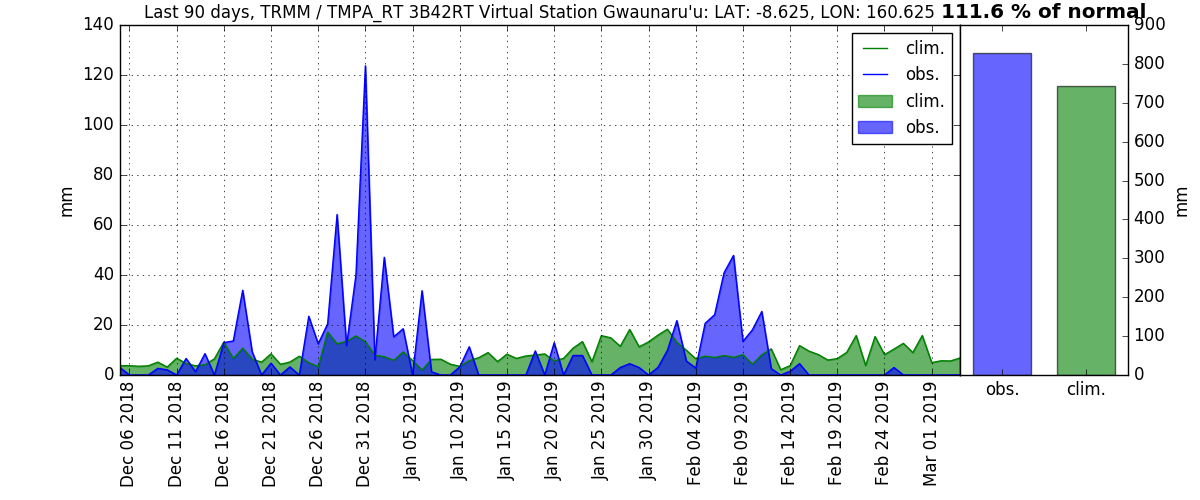 Last 90 days, TRMM / TMPA_RT 3B42RT Virtual Station Gwaunaru'u: LAT: -8.625, LON: 160.625 111.6 % of normal
140
120
100
80
60
40
20
0
mm
clim.
obs.
clim.
obs.
900
800
700
600
500
400
300
200
100
0
mm
Dec 06 2018
Dec 11 2018
Dec 16 2018
Dec 21 2018
Dec 26 2018
Dec 31 2018
Jan 05 2019
Jan 10 2019
Jan 15 2019
Jan 20 2019
Jan 25 2019
Jan 30 2019
Feb 04 2019
Feb 09 2019
Feb 14 2019
Feb 19 2019
Feb 24 2019
Mar 01 2019
obs.
clim.